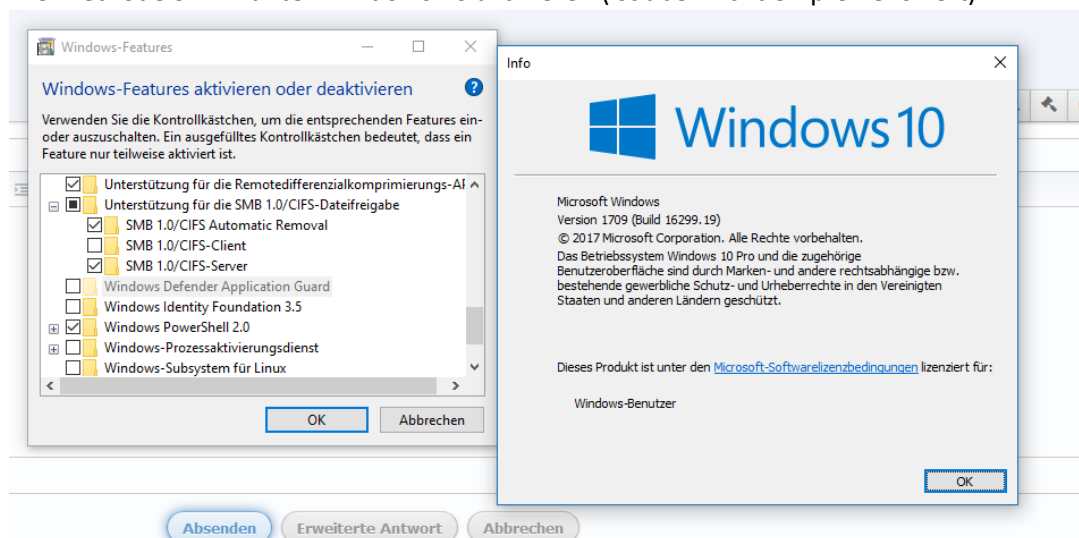 Windows-Features
Windows-Features aktivieren oder deaktivieren
Verwenden Sie die Kontrollkästchen, um die entsprechenden Features ein-
oder auszuschalten. Ein ausgefülltes Kontrollkästchen bedeutet, dass ein
Feature nur teilweise aktiviert ist.
Unterstützung für die Remotedifferenzialkomprimierungs-AP
Unterstützung für die SMB 1.0/CIFS-Dateifreigabe
SMB 1.0/CIFS Automatic Removal
SMB 1.0/CIFS-Client
SMB 1.0/CIFS-Server
Windows Defender Application Guard
Windows Identity Foundation 3.5
Windows PowerShell 2.0
Windows-Prozessaktivierungsdienst
Windows-Subsystem für Linux
OK
Abbrechen
Info
Windows 10
Microsoft Windows
Version 1709 (Build 16299.19)
© 2017 Microsoft Corporation. Alle Rechte vorbehalten.
Das Betriebssystem Windows 10 Pro und die zugehörige
Benutzeroberfläche sind durch Marken- und andere rechtsabhängige bzw.
bestehende gewerbliche Schutz- und Urheberrechte in den Vereinigten
Staaten und anderen Ländern geschützt.
Dieses Produkt ist unter den Microsoft-Softwarelizenzbedingungen lizenziert für:
Windows-Benutzer
OK
Absenden
Erweiterte Antwort
Abbrechen